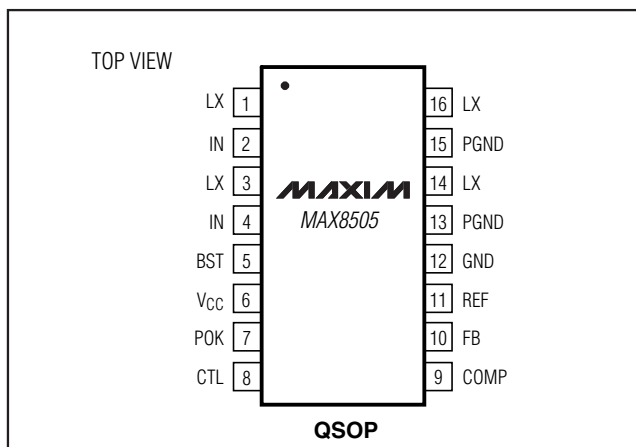 TOP VIEW
LX 1
IN 2
LX 3
IN 4
BST 5
VCC 6
POK 7
CTL 8
MAXIM
MAX8505
16 LX
15 PGND
14 LX
13 PGND
12 GND
11 REF
10 FB
9 COMP
QSOP